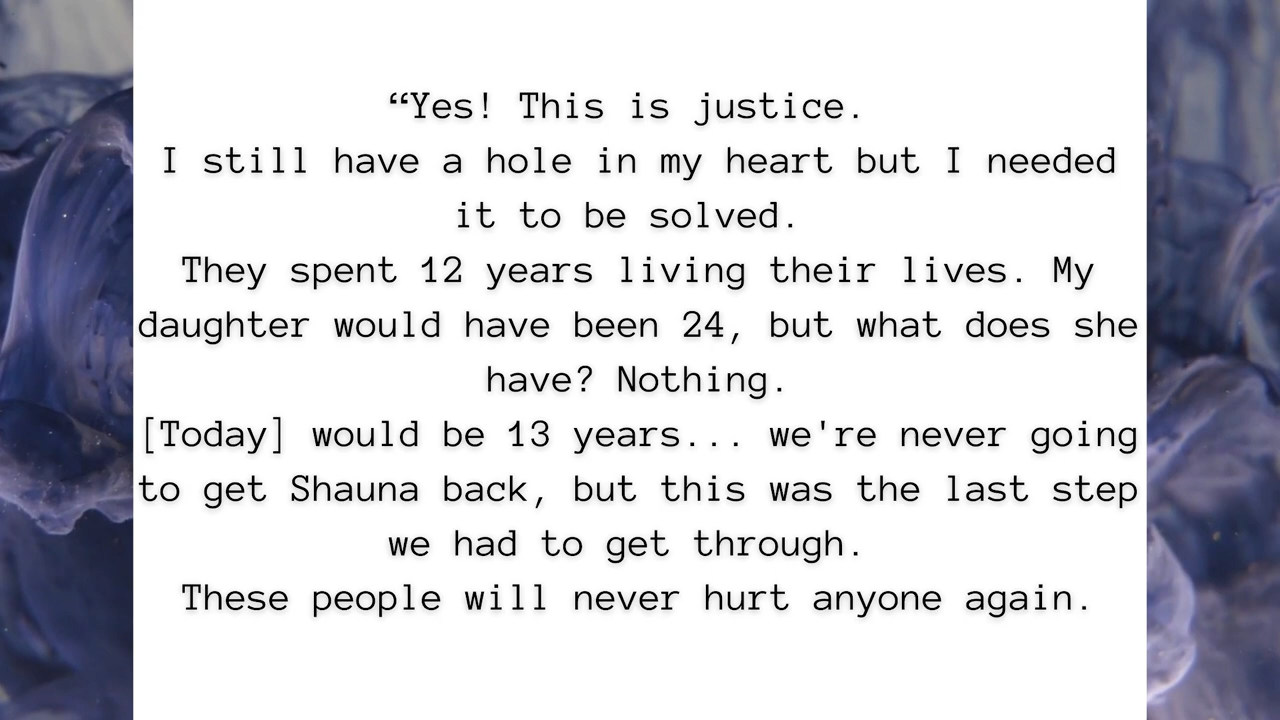 “Yes! This is justice.
I still have a hole in my heart but I needed
it to be solved.
They spent 12 years living their lives. My
daughter would have been 24, but what does she
have? Nothing.
[Today] would be 13 years... we're never going
to get Shauna back, but this was the last step
we had to get through.
These people will never hurt anyone again.